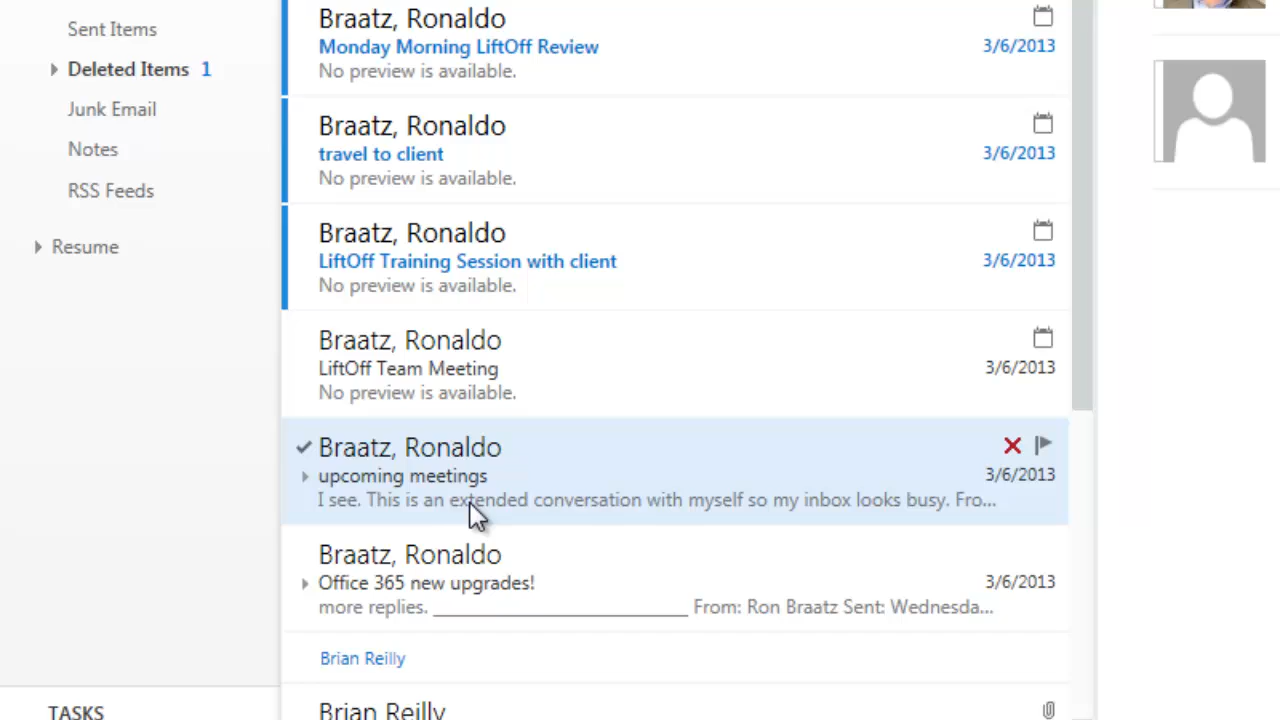 Sent Items
Deleted Items 1
Junk Email
Notes
RSS Feeds
Resume
TASKS
Braatz, Ronaldo
Monday Morning LiftOff Review 3/6/2013
No preview is available.
Braatz, Ronaldo
travel to client 3/6/2013
No preview is available.
Braatz, Ronaldo
LiftOff Training Session with client 3/6/2013
No preview is available.
Braatz, Ronaldo
LiftOff Team Meeting 3/6/2013
No preview is available.
Braatz, Ronaldo
upcoming meetings 3/6/2013
I see. This is an extended conversation with myself so my inbox looks busy. Fro...
Braatz, Ronaldo
Office 365 new upgrades! 3/6/2013
more replies. ______________________________ From: Ron Braatz Sent: Wednesda...
Brian Reilly
Brian Reilly